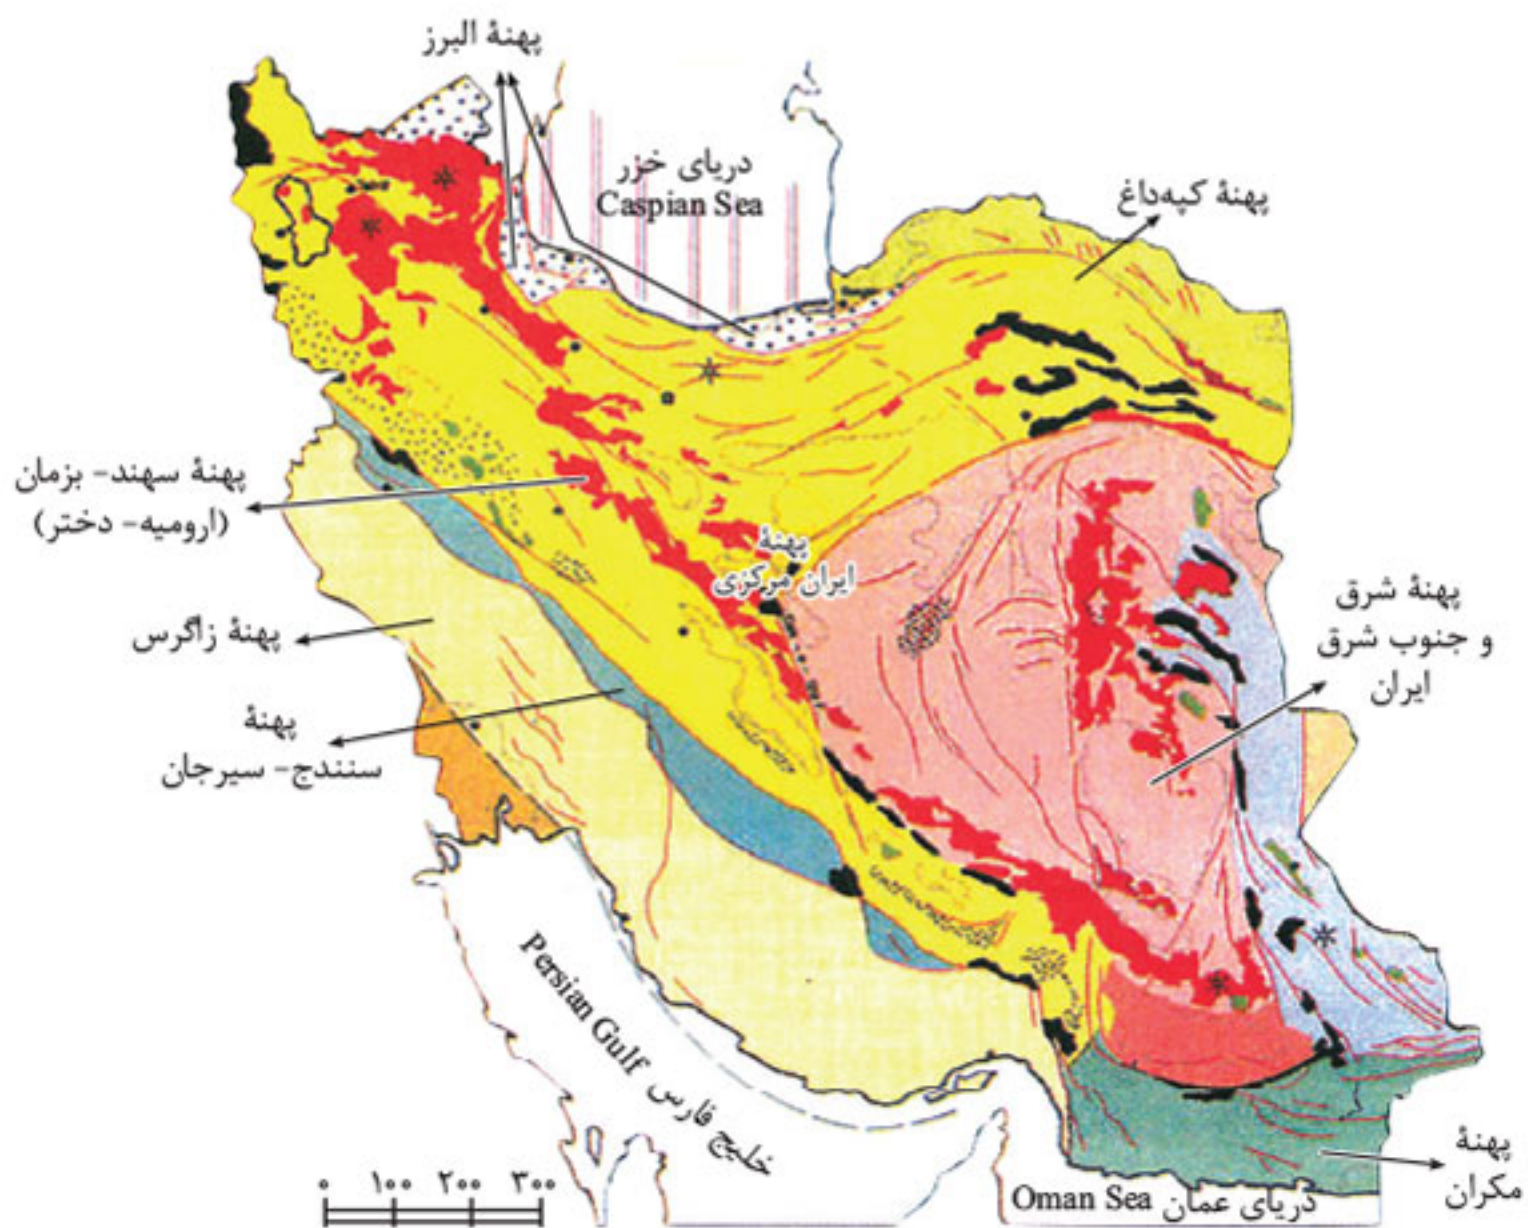 پهنهٔ البرز
دریای خزر
Caspian Sea
پهنهٔ کپه‌داغ
پهنهٔ سهند- بزمان
(ارومیه- دختر)
پهنهٔ
ایران مرکزی
پهنهٔ شرق
و جنوب شرق
ایران
پهنهٔ زاگرس
پهنهٔ
سنندج- سیرجان
Persian Gulf خلیج فارس
پهنهٔ
مکران
Oman Sea دریای عمان
۰ ۱۰۰ ۲۰۰ ۳۰۰